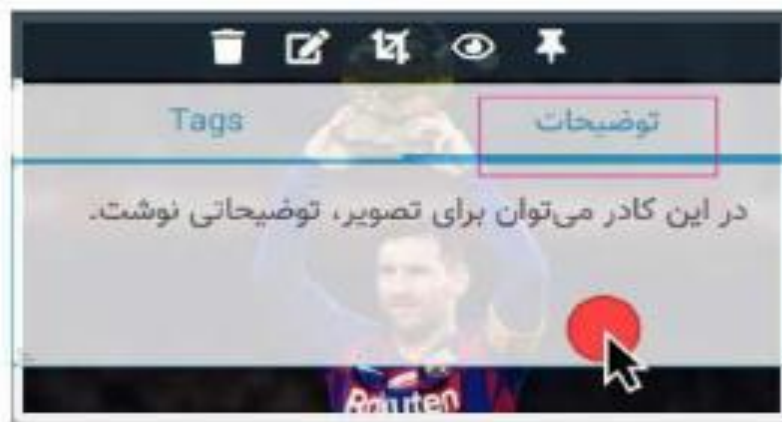 توضیحات
Tags
در این کادر می‌توان برای تصویر، توضیحاتی نوشت.
Rakuten